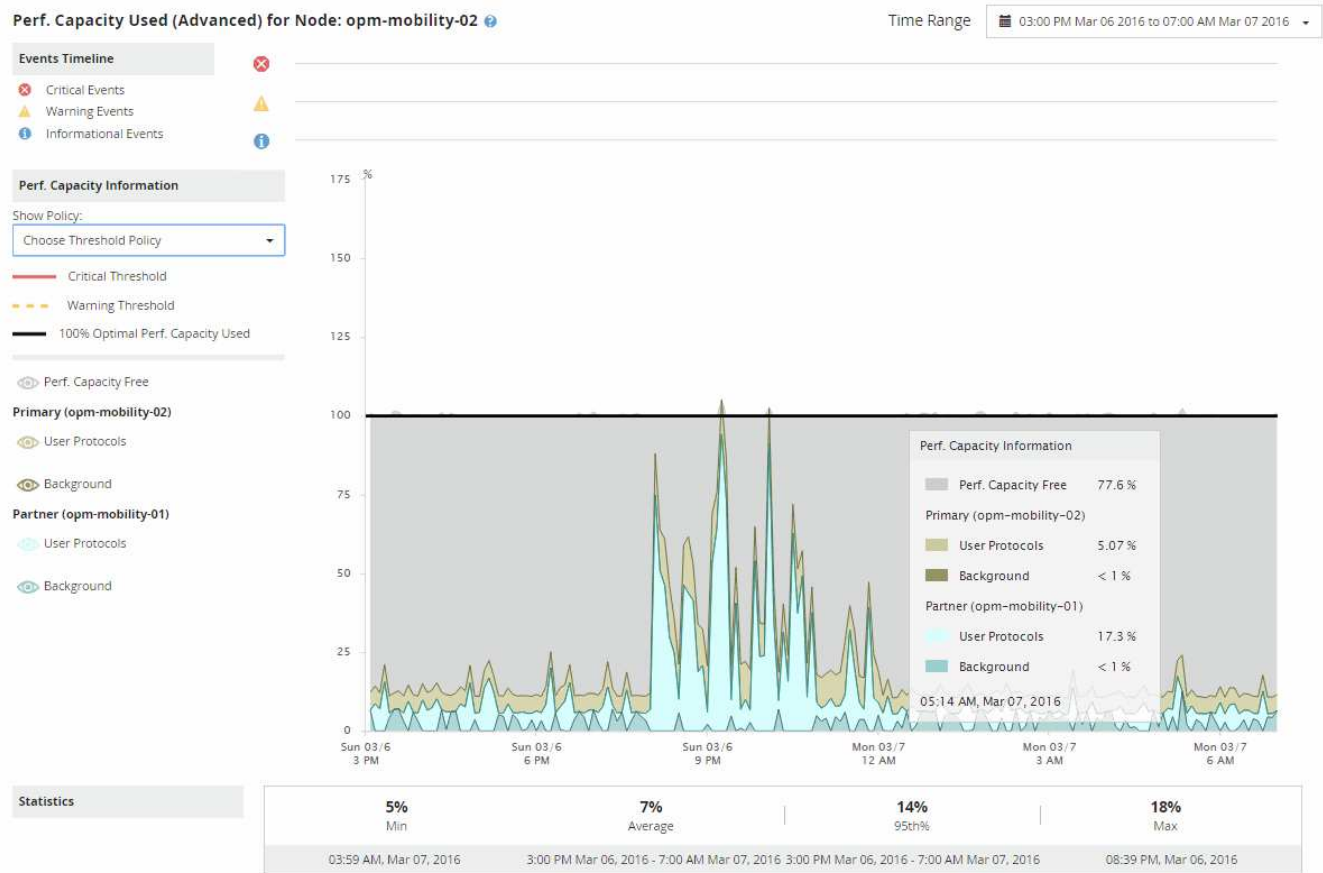 Perf. Capacity Used (Advanced) for Node: opm-mobility-02 ?
Time Range 03:00 PM Mar 06 2016 to 07:00 AM Mar 07 2016
Events Timeline
Critical Events
Warning Events
Informational Events
Perf. Capacity Information
Show Policy:
Choose Threshold Policy
Critical Threshold
Warning Threshold
100% Optimal Perf. Capacity Used
Perf. Capacity Free
Primary (opm-mobility-02)
User Protocols
Background
Partner (opm-mobility-01)
User Protocols
Background
%
175
150
125
100
75
50
25
0
Sun 03/6 Sun 03/6 Sun 03/6 Mon 03/7 Mon 03/7 Mon 03/7
3 PM 6 PM 9 PM 12 AM 3 AM 6 AM
Perf. Capacity Information
Perf. Capacity Free 77.6 %
Primary (opm-mobility-02)
User Protocols 5.07 %
Background < 1 %
Partner (opm-mobility-01)
User Protocols 17.3 %
Background < 1 %
05:14 AM, Mar 07, 2016
Statistics
5% 7% 14% 18%
Min Average 95th% Max
03:59 AM, Mar 07, 2016 3:00 PM Mar 06, 2016 - 7:00 AM Mar 07, 2016 3:00 PM Mar 06, 2016 - 7:00 AM Mar 07, 2016 08:39 PM, Mar 06, 2016